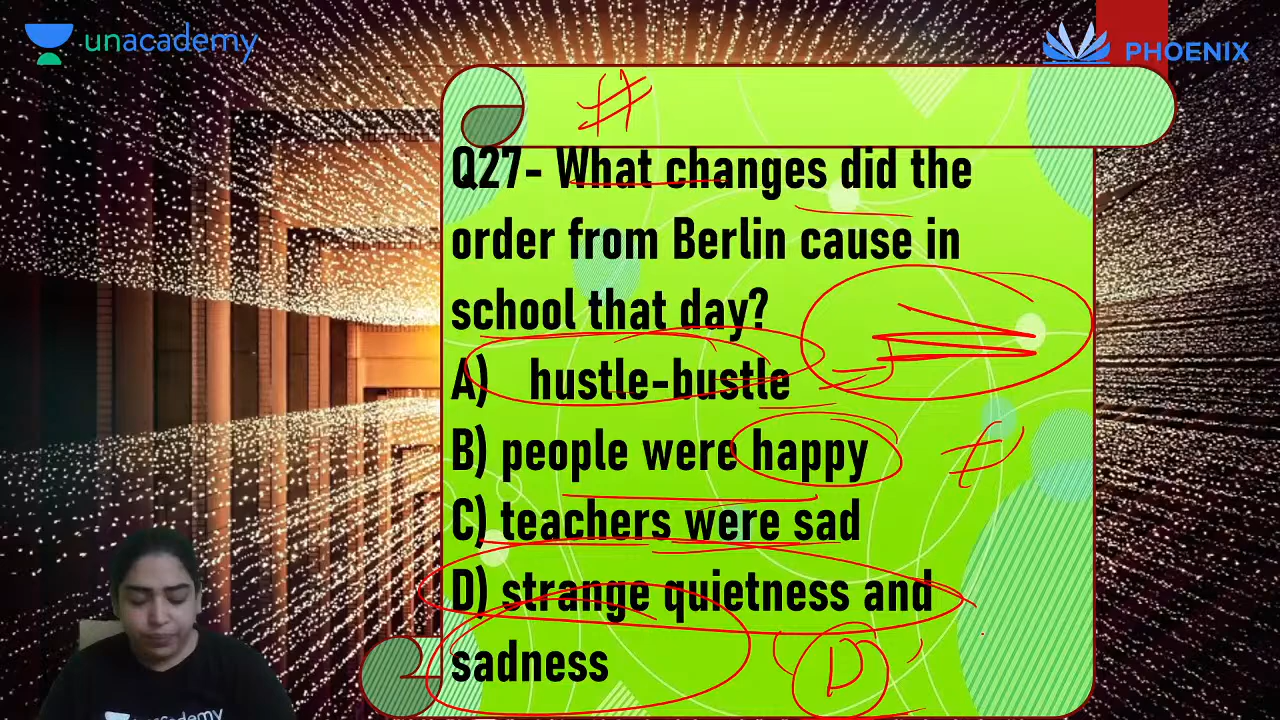 unacademy
PHOENIX
#
Q27- What changes did the
order from Berlin cause in
school that day?
A) hustle-bustle
B) people were happy
C) teachers were sad
D) strange quietness and
sadness
D